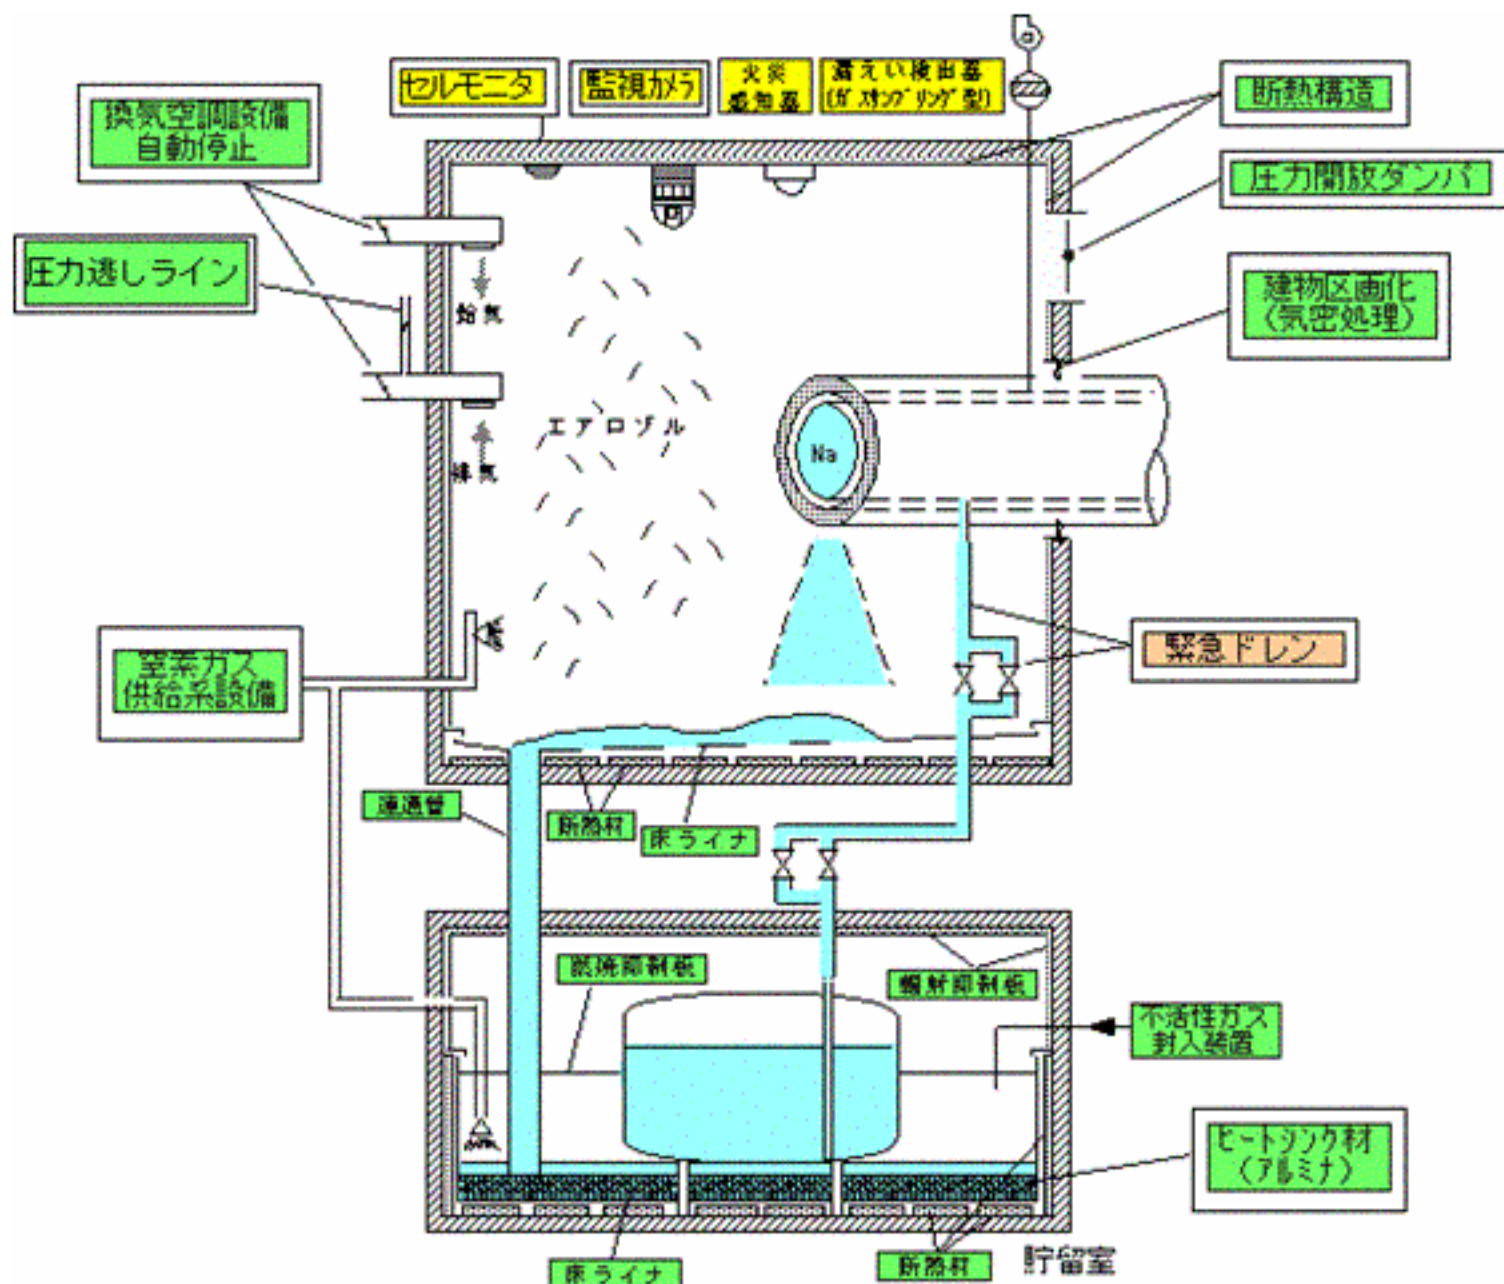 セルモニタ
監視カメラ
火災
感知器
漏えい検出器
(ガスサンプリング型)
断熱構造
換気空調設備
自動停止
圧力開放ダンバ
圧力逃しライン
給気
建物区画化
(気密処理)
エアロゾル
Na
排気
緊急ドレン
窒素ガス
供給系設備
連通管
断熱材
床ライナ
燃焼抑制板
輻射抑制板
不活性ガス
封入装置
ヒートシンク材
(アルミナ)
床ライナ
断熱材
貯留室